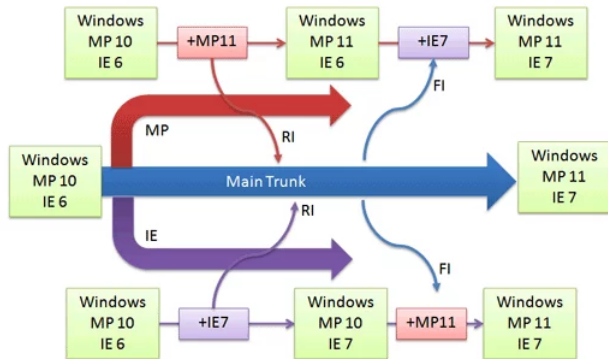 Windows
MP 10
IE 6
+MP11
Windows
MP 11
IE 6
+IE7
Windows
MP 11
IE 7
MP
RI
FI
Windows
MP 10
IE 6
Main Trunk
Windows
MP 11
IE 7
IE
RI
FI
Windows
MP 10
IE 6
+IE7
Windows
MP 10
IE 7
+MP11
Windows
MP 11
IE 7